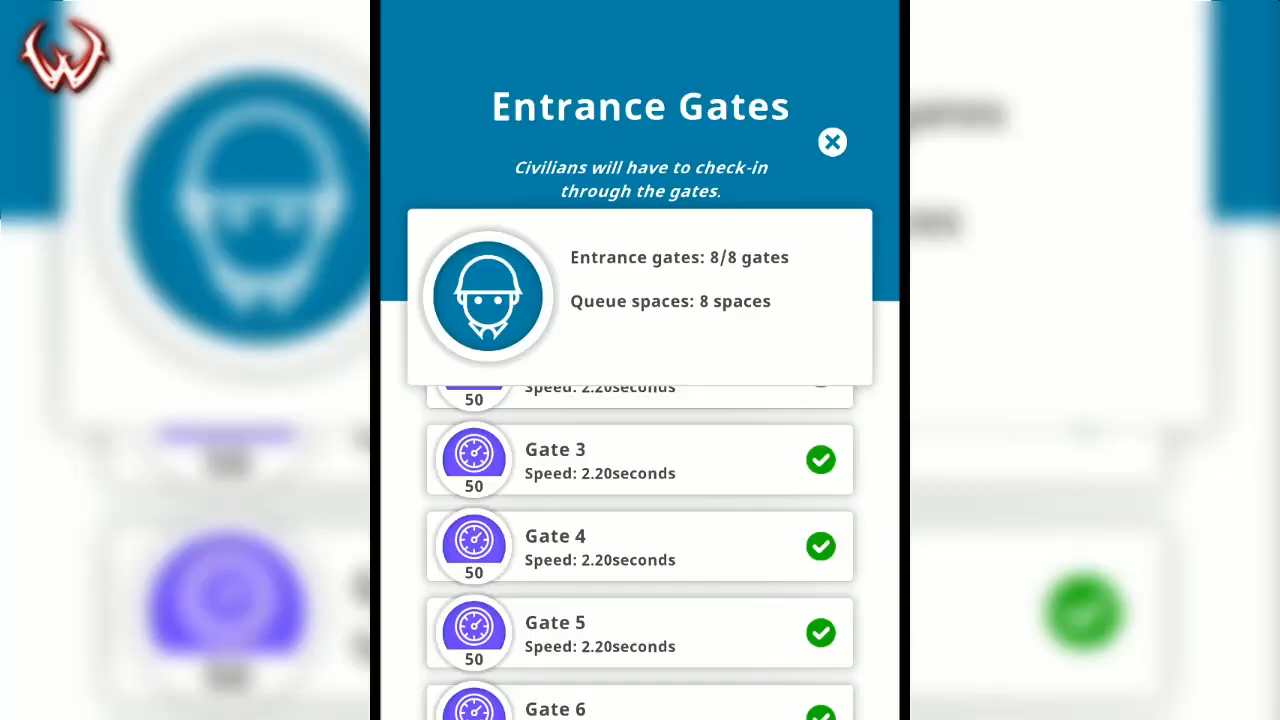 Entrance Gates
Civilians will have to check-in
through the gates.
Entrance gates: 8/8 gates
Queue spaces: 8 spaces
Speed: 2.20seconds
50
Gate 3
Speed: 2.20seconds
50
Gate 4
Speed: 2.20seconds
50
Gate 5
Speed: 2.20seconds
50
Gate 6